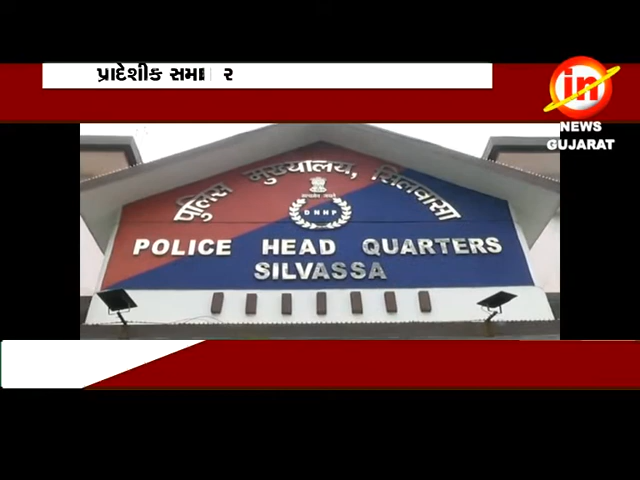 પ્રાદેશીક
in
NEWS
GUJARAT
पुलिस मुख्यालय, सिलवासा
DNHP
POLICE HEAD QUARTERS
SILVASSA